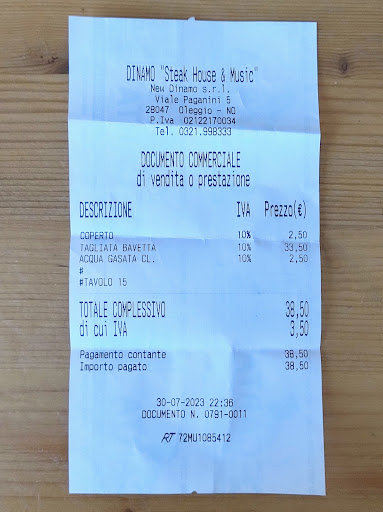 DINAMO "Steak House & Music"
New Dinamo s.r.l.
Viale Paganini 5
28047 Oleggio - NO
P.Iva 02122170034
Tel. 0321.998333
DOCUMENTO COMMERCIALE
di vendita o prestazione
DESCRIZIONE IVA Prezzo(€)
COPERTO 10% 2,50
TAGLIATA BAVETTA 10% 33,50
ACQUA GASATA CL. 10% 2,50
#
#TAVOLO 15
TOTALE COMPLESSIVO 38,50
di cui IVA 3,50
Pagamento contante 38,50
Importo pagato 38,50
30-07-2023 22:36
DOCUMENTO N. 0791-0011
RT 72MU1085412